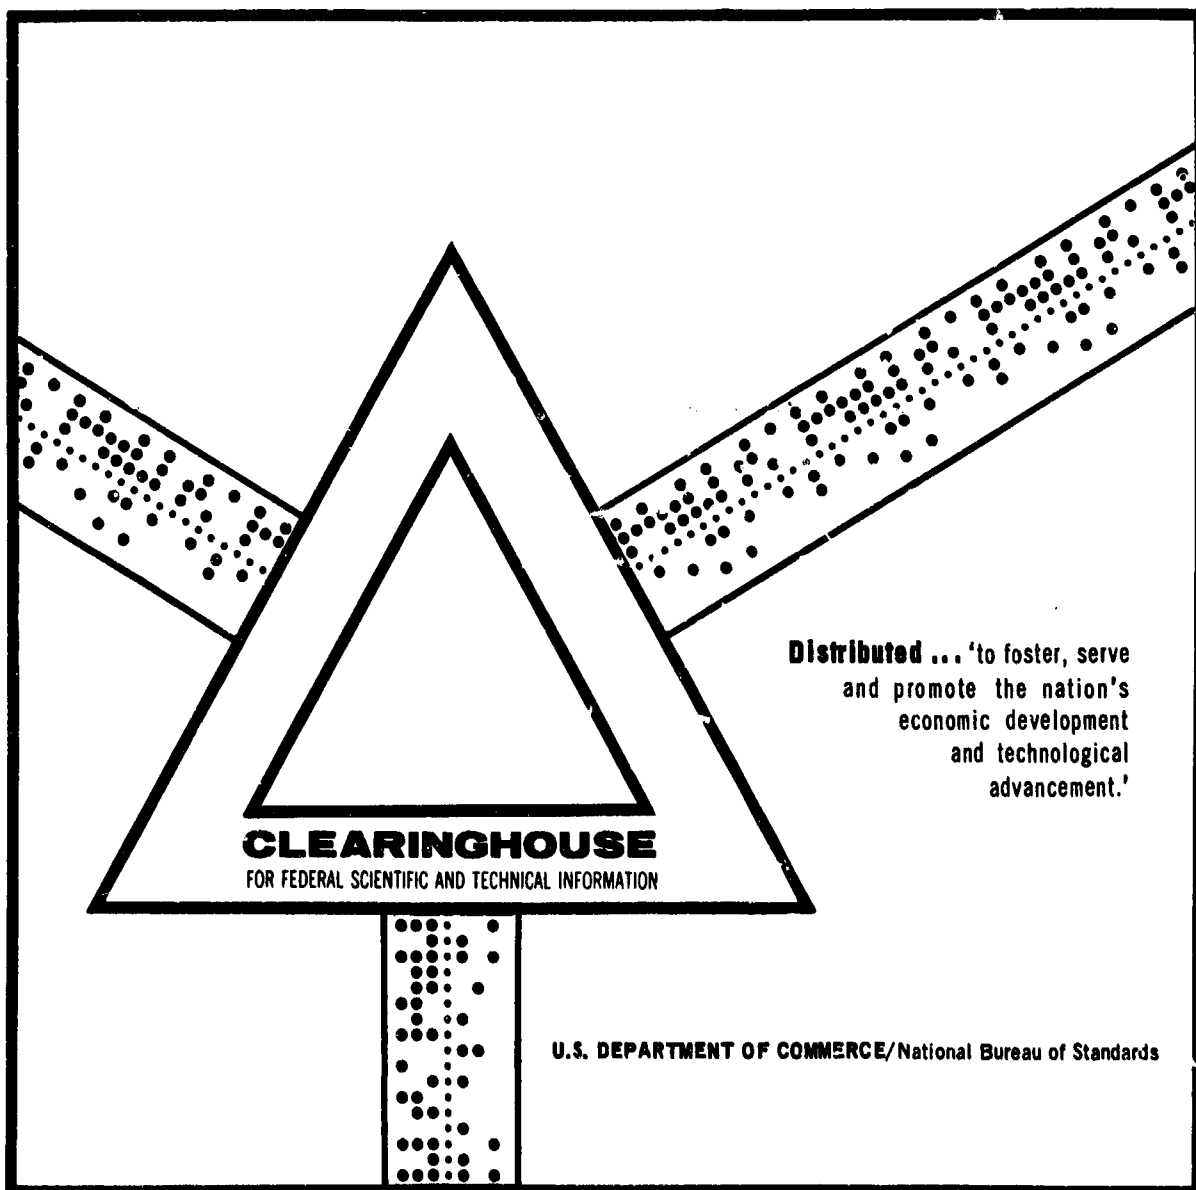 Distributed ... 'to foster, serve
and promote the nation's
economic development
and technological
advancement.'
CLEARINGHOUSE
FOR FEDERAL SCIENTIFIC AND TECHNICAL INFORMATION
U.S. DEPARTMENT OF COMMERCE/National Bureau of Standards